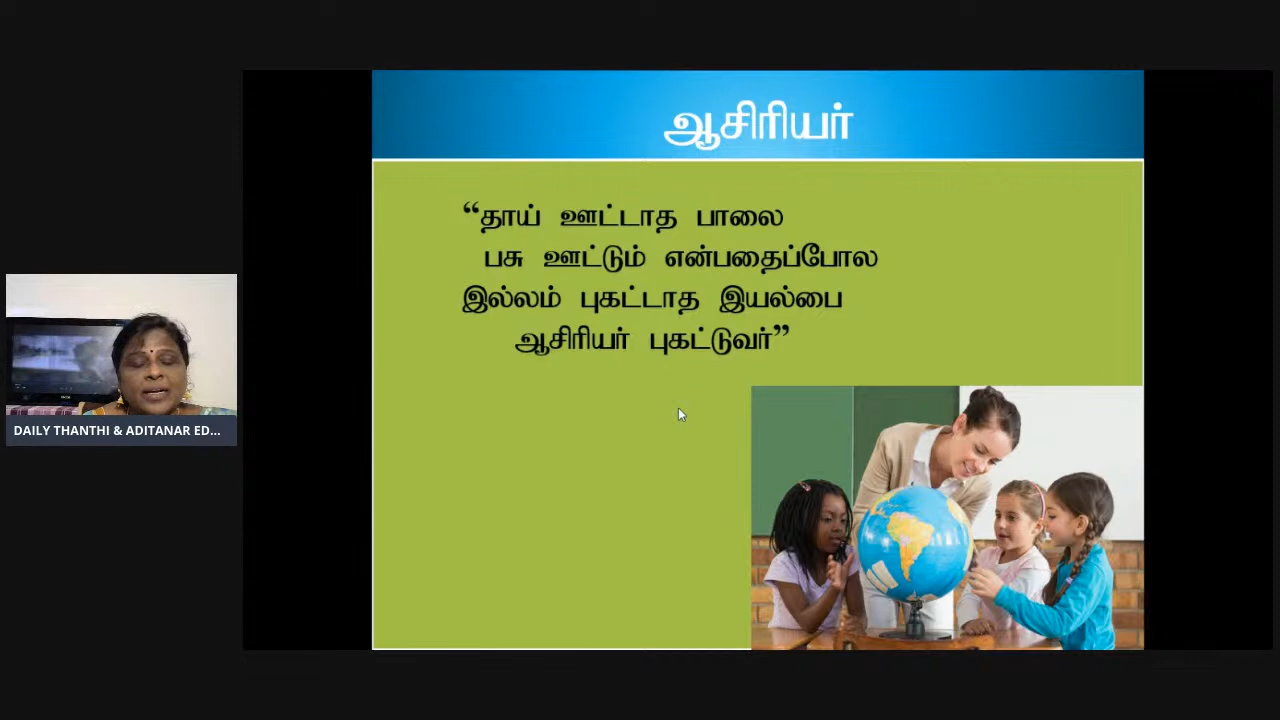 ஆசிரியர்
“தாய் ஊட்டாத பாலை
பசு ஊட்டும் என்பதைப்போல
இல்லம் புகட்டாத இயல்பை
ஆசிரியர் புகட்டுவர்”
DAILY THANTHI & ADITANAR ED...